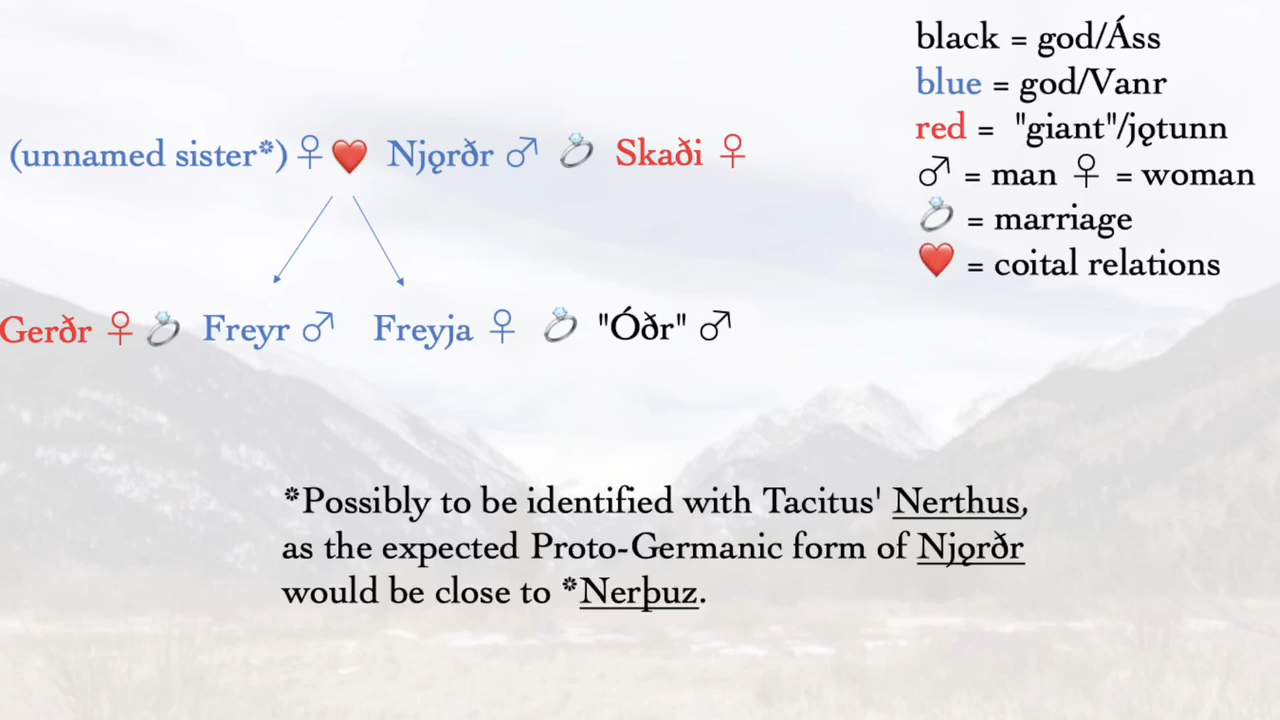 black = god/Áss
blue = god/Vanr
red = "giant"/jǫtunn
♂ = man ♀ = woman
💍 = marriage
❤️ = coital relations
(unnamed sister*) ♀ ❤️ Njǫrðr ♂ 💍 Skaði ♀
Gerðr ♀ 💍 Freyr ♂ Freyja ♀ 💍 "Óðr" ♂
*Possibly to be identified with Tacitus' Nerthus,
as the expected Proto-Germanic form of Njǫrðr
would be close to *Nerþuz.